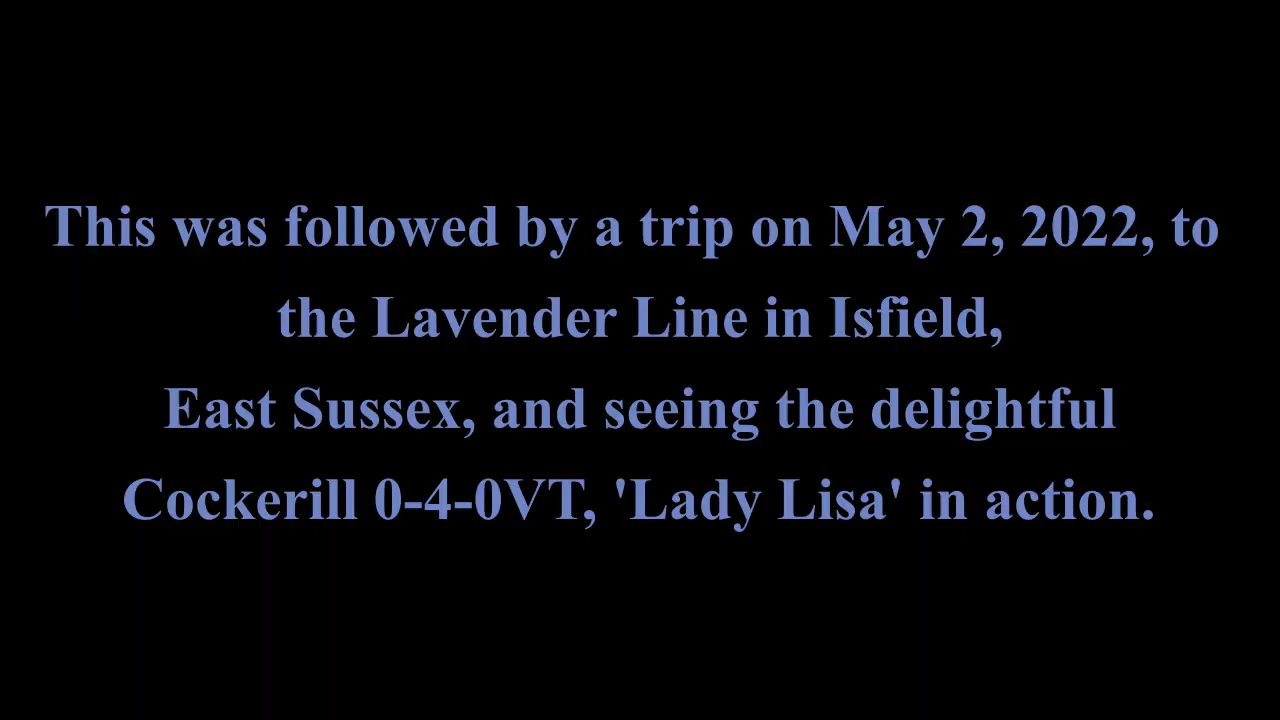 This was followed by a trip on May 2, 2022, to
the Lavender Line in Isfield,
East Sussex, and seeing the delightful
Cockerill 0-4-0VT, 'Lady Lisa' in action.